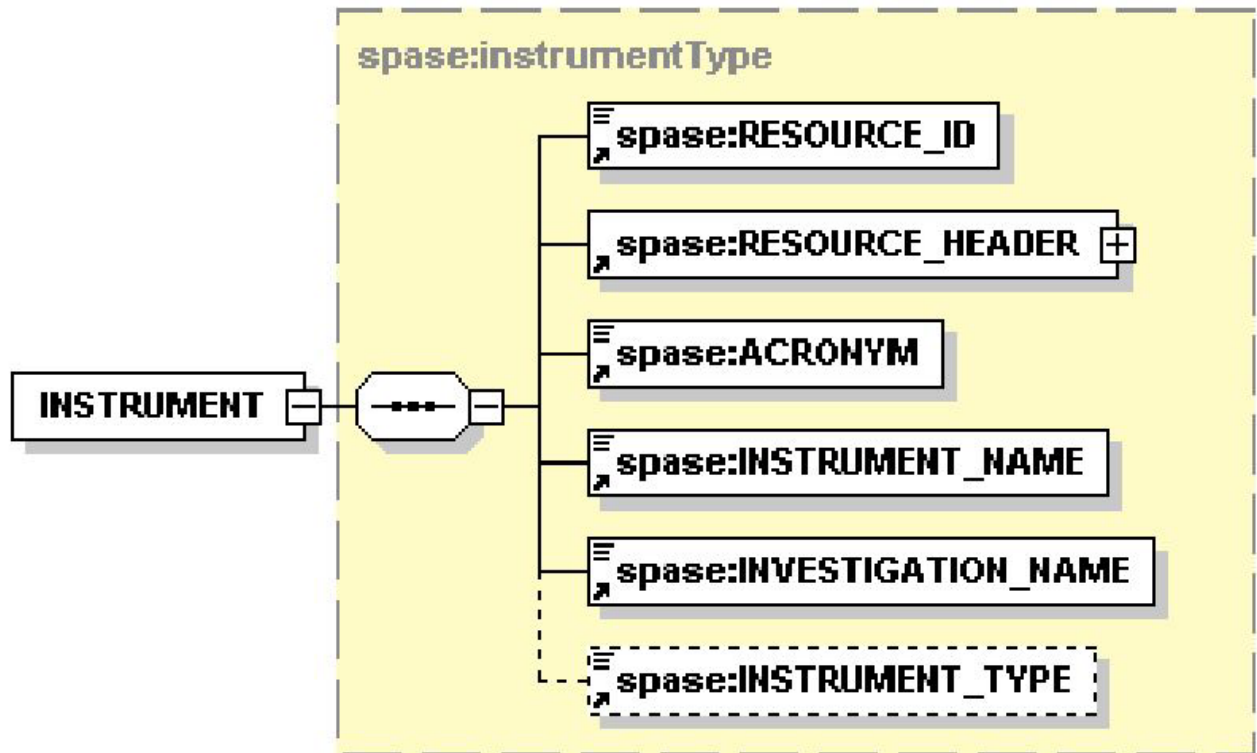 spase:instrumentType
spase:RESOURCE_ID
spase:RESOURCE_HEADER
spase:ACRONYM
INSTRUMENT
spase:INSTRUMENT_NAME
spase:INVESTIGATION_NAME
spase:INSTRUMENT_TYPE